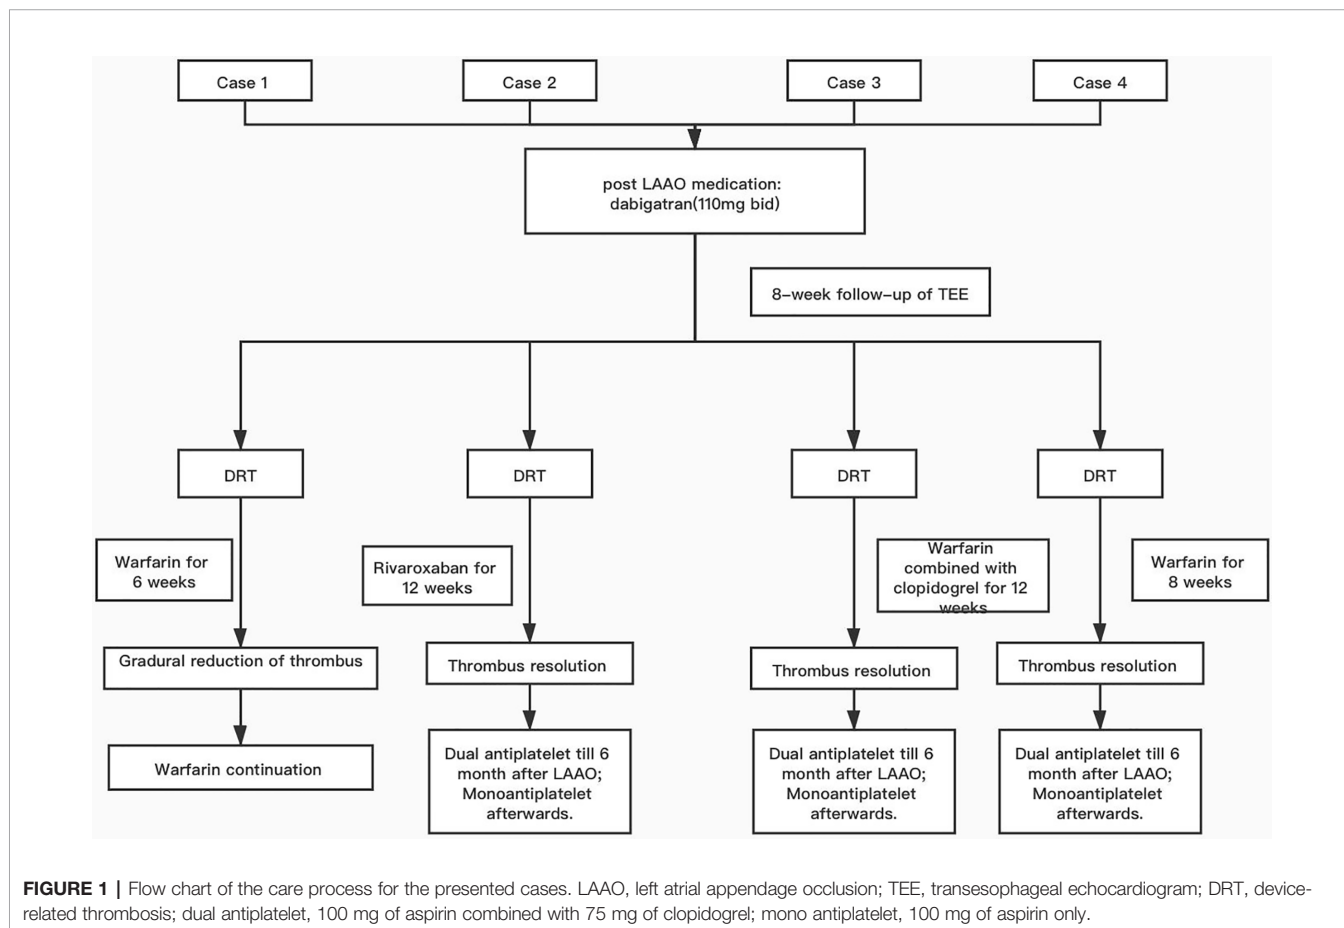 Case 1
Case 2
Case 3
Case 4
post LAAO medication:
dabigatran(110mg bid)
8-week follow-up of TEE
DRT
DRT
DRT
DRT
Warfarin for
6 weeks
Rivaroxaban for
12 weeks
Warfarin
combined with
clopidogrel for 12
weeks
Warfarin for
8 weeks
Gradural reduction of thrombus
Thrombus resolution
Thrombus resolution
Thrombus resolution
Warfarin continuation
Dual antiplatelet till 6
month after LAAO;
Monoantiplatelet
afterwards.
Dual antiplatelet till 6
month after LAAO;
Monoantiplatelet
afterwards.
Dual antiplatelet till 6
month after LAAO;
Monoantiplatelet
afterwards.
FIGURE 1 | Flow chart of the care process for the presented cases. LAAO, left atrial appendage occlusion; TEE, transesophageal echocardiogram; DRT, device-
related thrombosis; dual antiplatelet, 100 mg of aspirin combined with 75 mg of clopidogrel; mono antiplatelet, 100 mg of aspirin only.